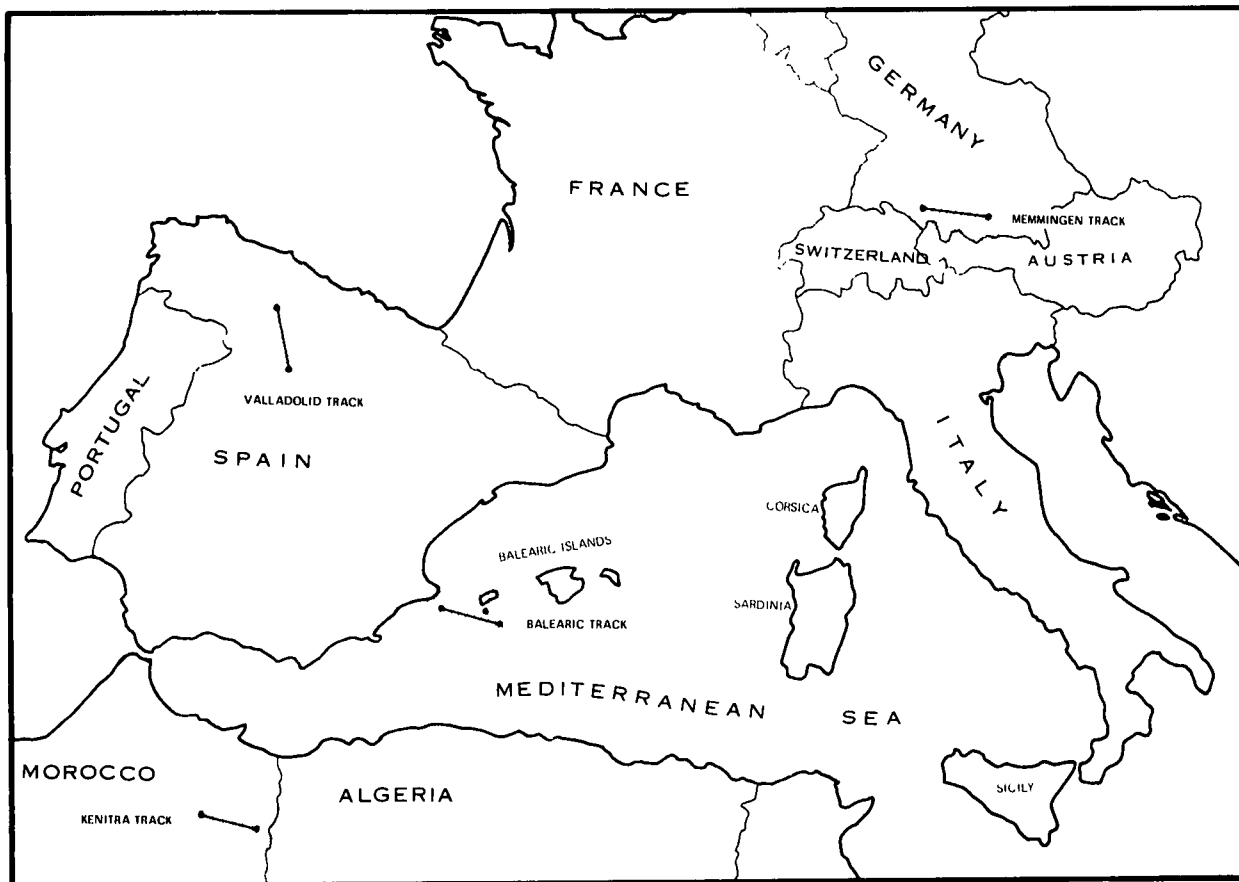 GERMANY
FRANCE
MEMMINGEN TRACK
SWITZERLAND
AUSTRIA
VALLADOLID TRACK
PORTUGAL
SPAIN
ITALY
CORSICA
BALEARIC ISLANDS
SARDINIA
BALEARIC TRACK
MEDITERRANEAN SEA
MOROCCO
ALGERIA
SICILY
KENITRA TRACK